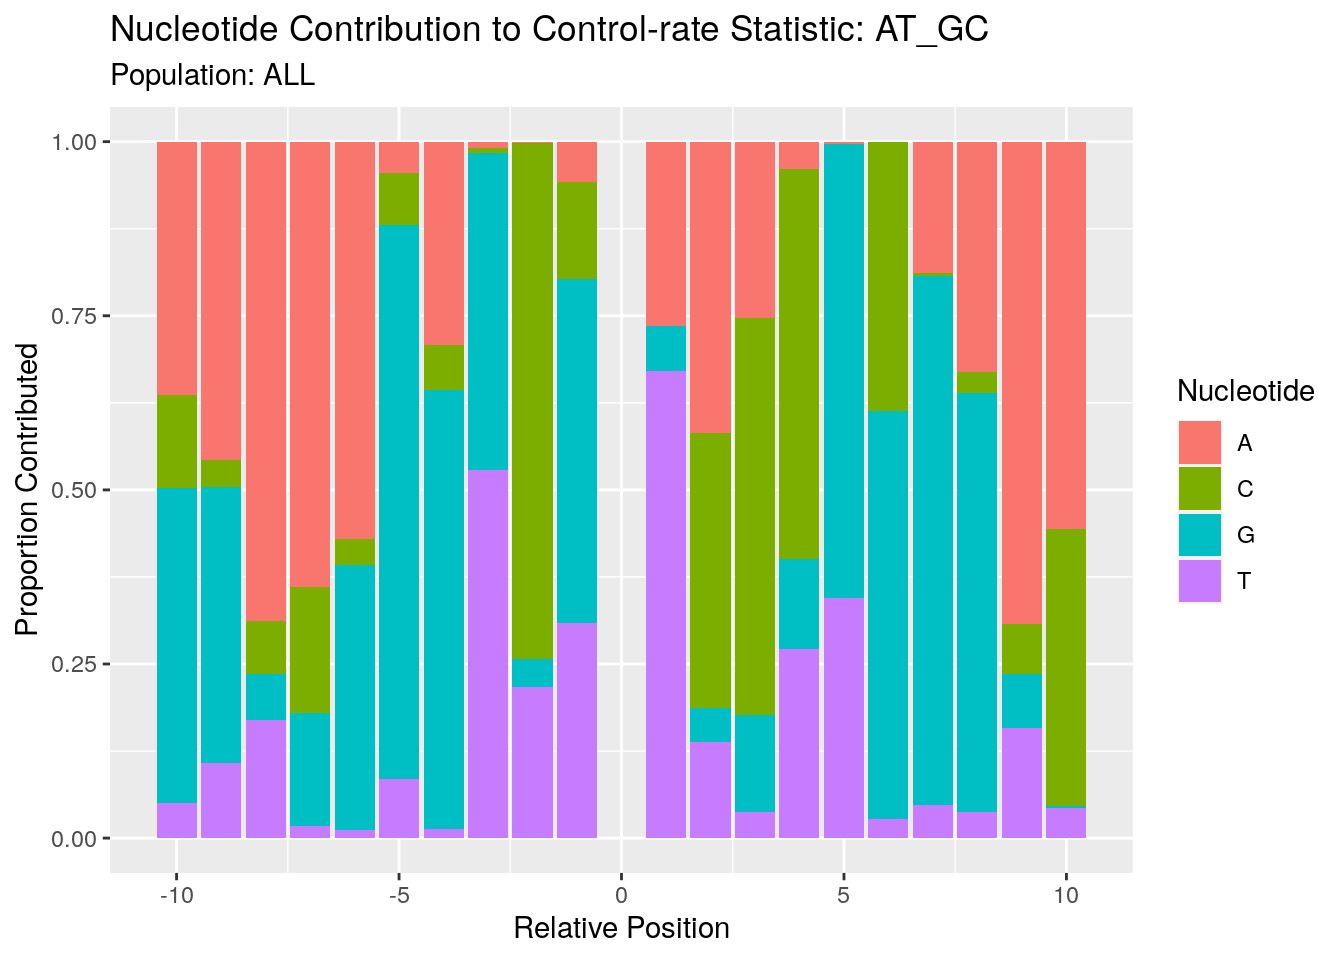 Nucleotide Contribution to Control-rate Statistic: AT_GC
Population: ALL
1.00
0.75
0.50
0.25
0.00
Proportion Contributed
-10
-5
0
5
10
Relative Position
Nucleotide
A
C
G
T